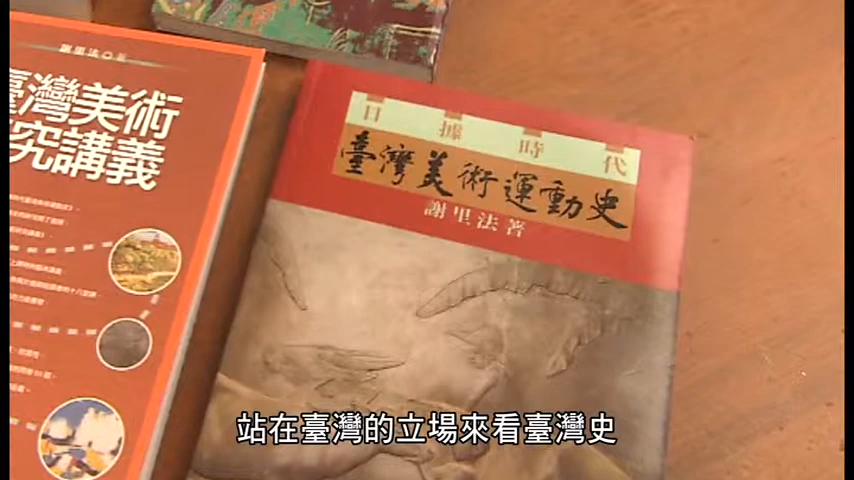 謝里法◎著
臺灣美術
究講義
日據時代
臺灣美術運動史
謝里法著
站在臺灣的立場來看臺灣史